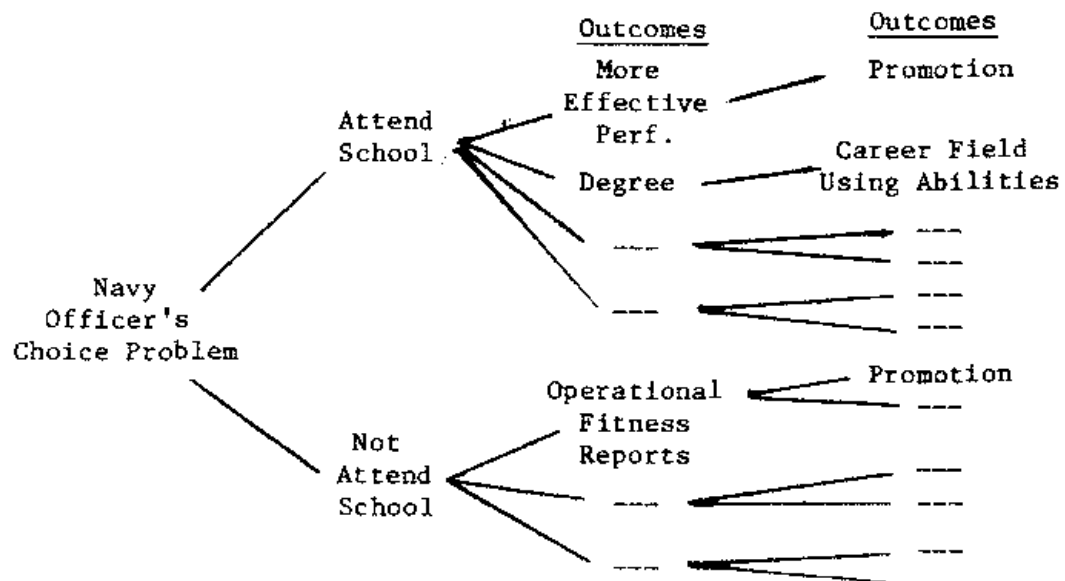 Outcomes
Outcomes
More
Effective
Perf.
Promotion
Attend
School
Degree
Career Field
Using Abilities
---
---
---
---
---
---
Navy
Officer's
Choice Problem
Operational
Fitness
Reports
Promotion
---
Not
Attend
School
---
---
---
---
---
---